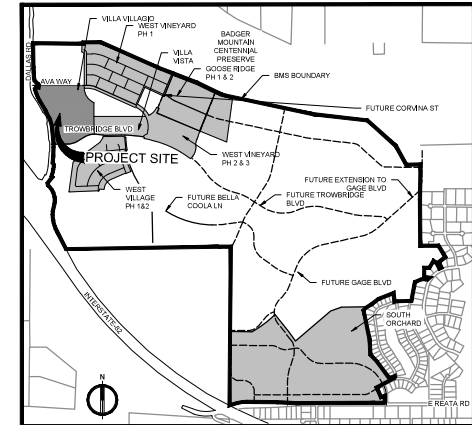 VILLA VILLAGIO
WEST VINEYARD
PH 1
VILLA
VISTA
BADGER
MOUNTAIN
CENTENNIAL
PRESERVE
GOOSE RIDGE
PH 1 & 2
BMS BOUNDARY
DALLAS RD
AVA WAY
FUTURE CORVINA ST
TROWBRIDGE BLVD
PROJECT SITE
WEST VINEYARD
PH 2 & 3
WEST
VILLAGE
PH 1&2
FUTURE EXTENSION TO
GAGE BLVD
FUTURE BELLA
COOLA LN
FUTURE TROWBRIDGE
BLVD
FUTURE GAGE BLVD
INTERSTATE-82
SOUTH
ORCHARD
N
E REATA RD